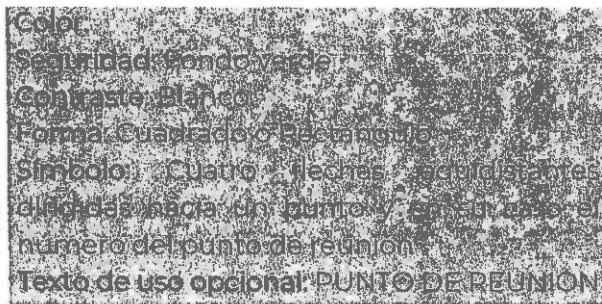 Color
Seguridad: Fondo verde
Contraste: Blanco
Forma: Cuadrado o Rectángulo
Símbolo: Cuatro flechas equidistantes
dirigidas hacia un punto y en su caso el
número del punto de reunión
Texto de uso opcional: PUNTO DE REUNIÓN